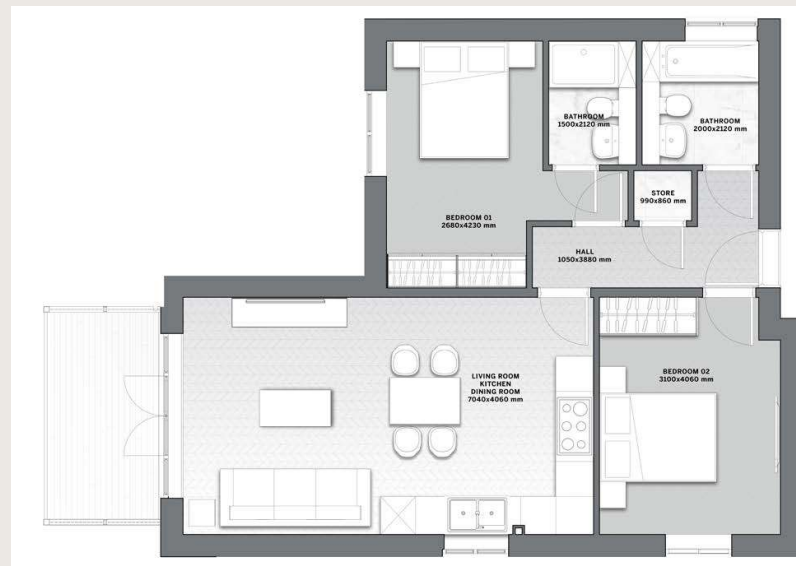 BATHROOM
1500x2120 mm
BATHROOM
2000x2120 mm
STORE
990x860 mm
BEDROOM 01
2680x4230 mm
HALL
1050x3880 mm
LIVING ROOM
KITCHEN
DINING ROOM
7040x4060 mm
BEDROOM 02
3100x4060 mm